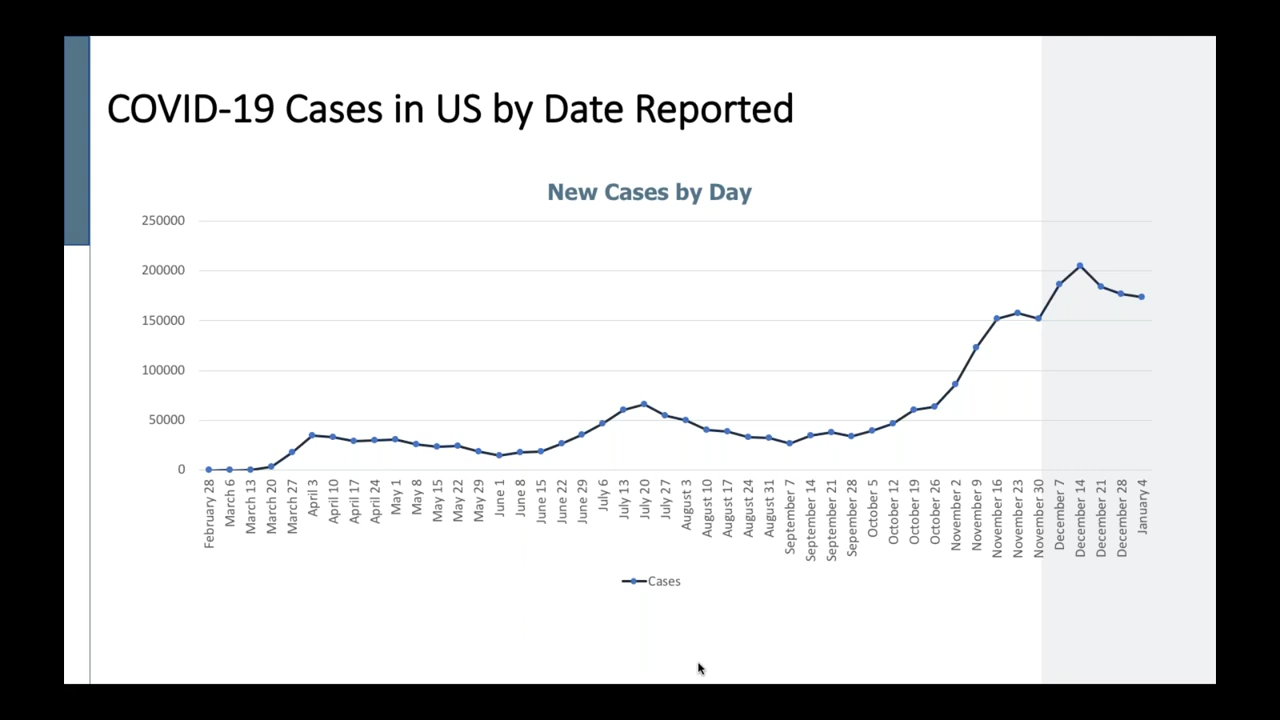 COVID-19 Cases in US by Date Reported
New Cases by Day
250000
200000
150000
100000
50000
0
February 28
March 6
March 13
March 20
March 27
April 3
April 10
April 17
April 24
May 1
May 8
May 15
May 22
May 29
June 1
June 8
June 15
June 22
June 29
July 6
July 13
July 20
July 27
August 3
August 10
August 17
August 24
August 31
September 7
September 14
September 21
Sepember 28
October 5
October 12
October 19
October 26
November 2
November 9
November 16
November 23
November 30
December 7
December 14
December 21
December 28
January 4
Cases